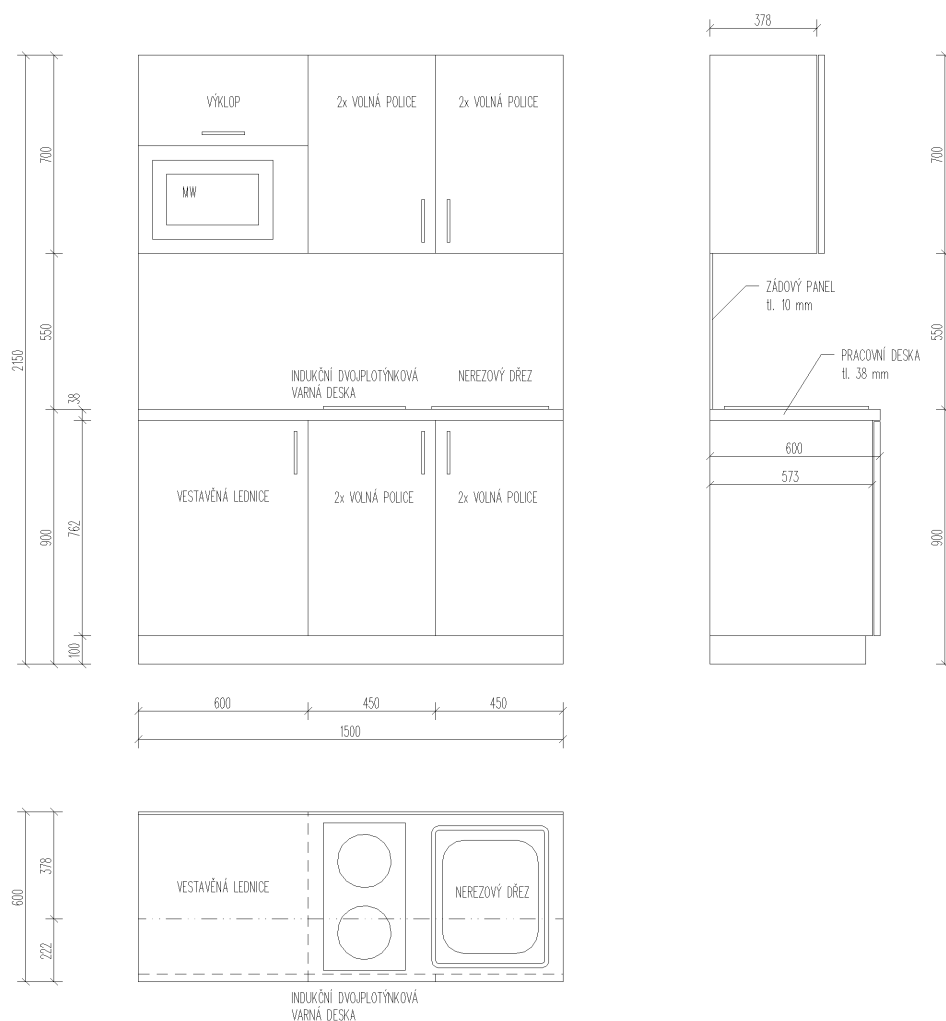 378
VÝKLOP
2x VOLNÁ POLICE
2x VOLNÁ POLICE
700
700
MW
ZÁDOVÝ PANEL
tl. 10 mm
550
550
2150
PRACOVNÍ DESKA
tl. 38 mm
INDUKČNÍ DVOJPLOTÝNKOVÁ
VARNÁ DESKA
NEREZOVÝ DŘEZ
38
600
573
VESTAVĚNÁ LEDNICE
2x VOLNÁ POLICE
2x VOLNÁ POLICE
900
762
900
100
600
450
450
1500
600
378
222
VESTAVĚNÁ LEDNICE
NEREZOVÝ DŘEZ
INDUKČNÍ DVOJPLOTÝNKOVÁ
VARNÁ DESKA